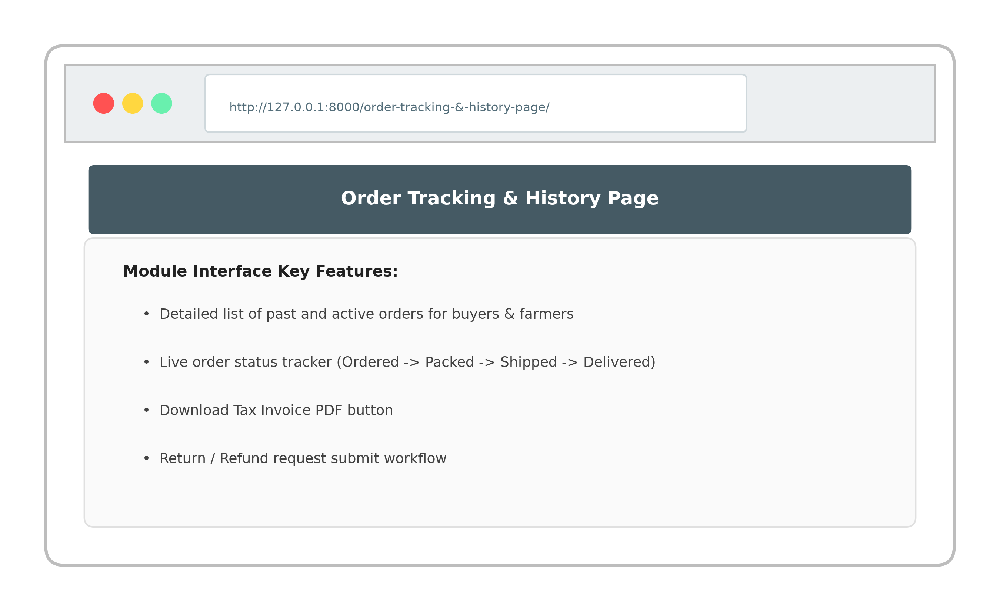 http://127.0.0.1:8000/order-tracking-&-history-page/
Order Tracking & History Page
Module Interface Key Features:
• Detailed list of past and active orders for buyers & farmers
• Live order status tracker (Ordered -> Packed -> Shipped -> Delivered)
• Download Tax Invoice PDF button
• Return / Refund request submit workflow